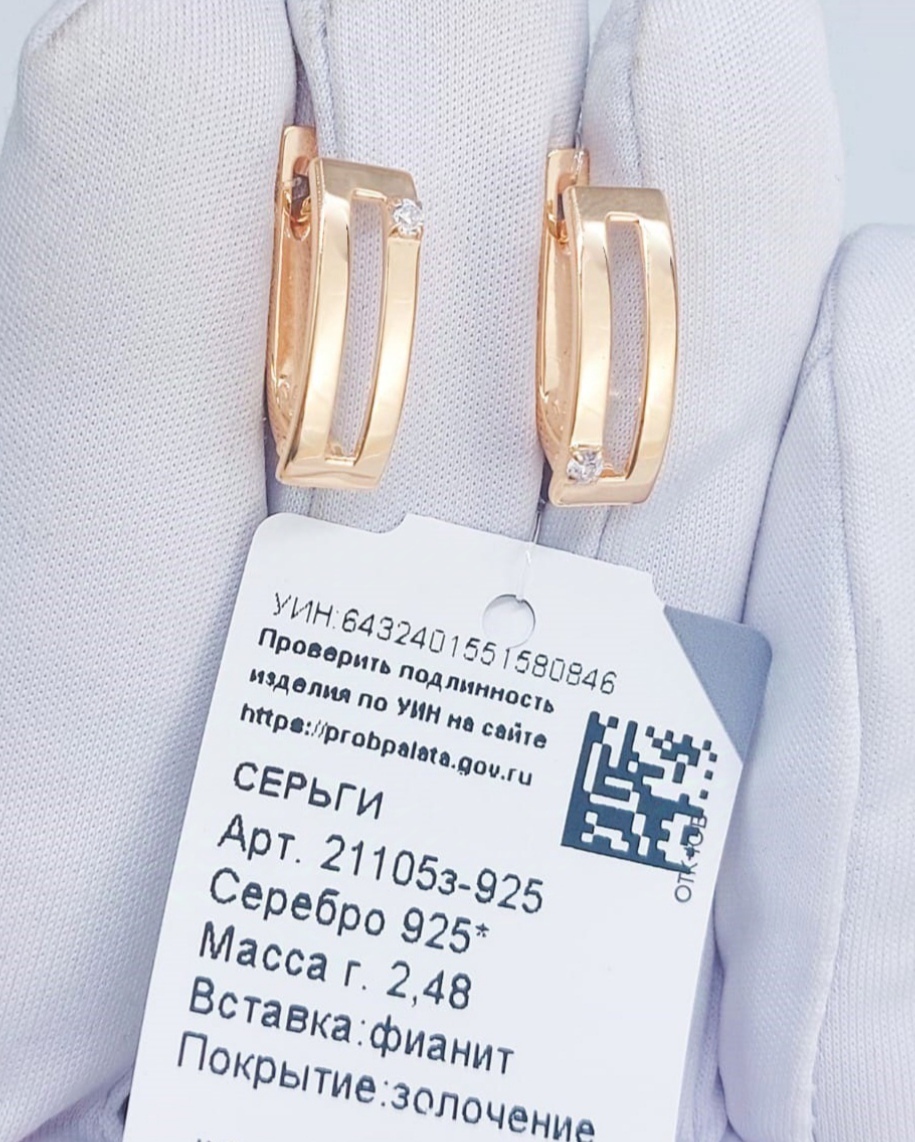 УИН:6432401551580846
Проверить подлинность
изделия по УИН на сайте
https://probpalata.gov.ru
СЕРЬГИ
Арт. 21105з-925
Серебро 925*
Масса г. 2,48
Вставка:фианит
Покрытие:золочение
ОТК